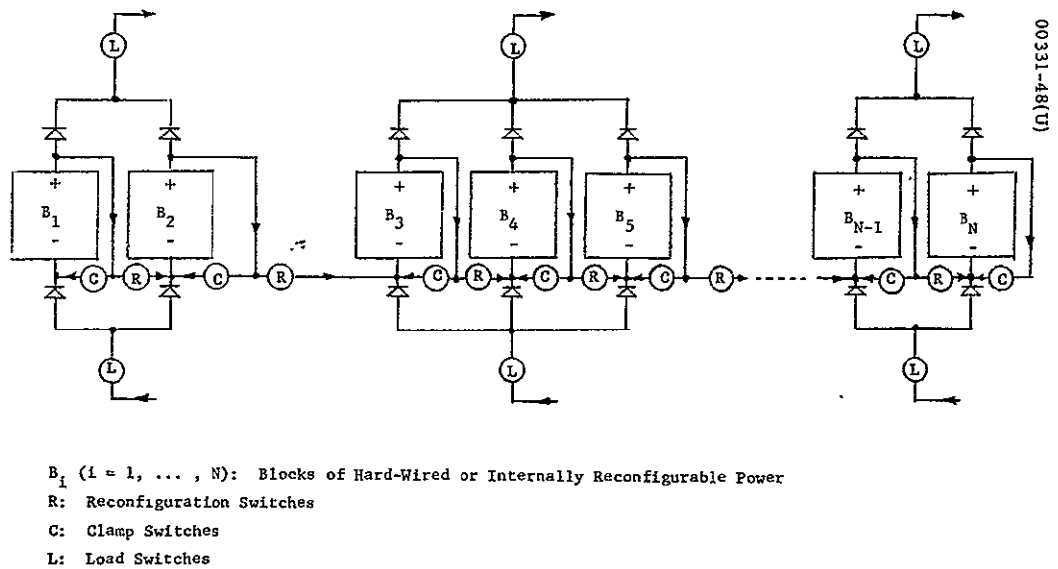 L L L
00331-48(U)
+ + + + + + +
B1 B2 B3 B4 B5 BN-1 BN
- - - - - - -
C R C R C R C R C R C R C
L L L
Bi (i = 1, ... , N): Blocks of Hard-Wired or Internally Reconfigurable Power
R: Reconfiguration Switches
C: Clamp Switches
L: Load Switches